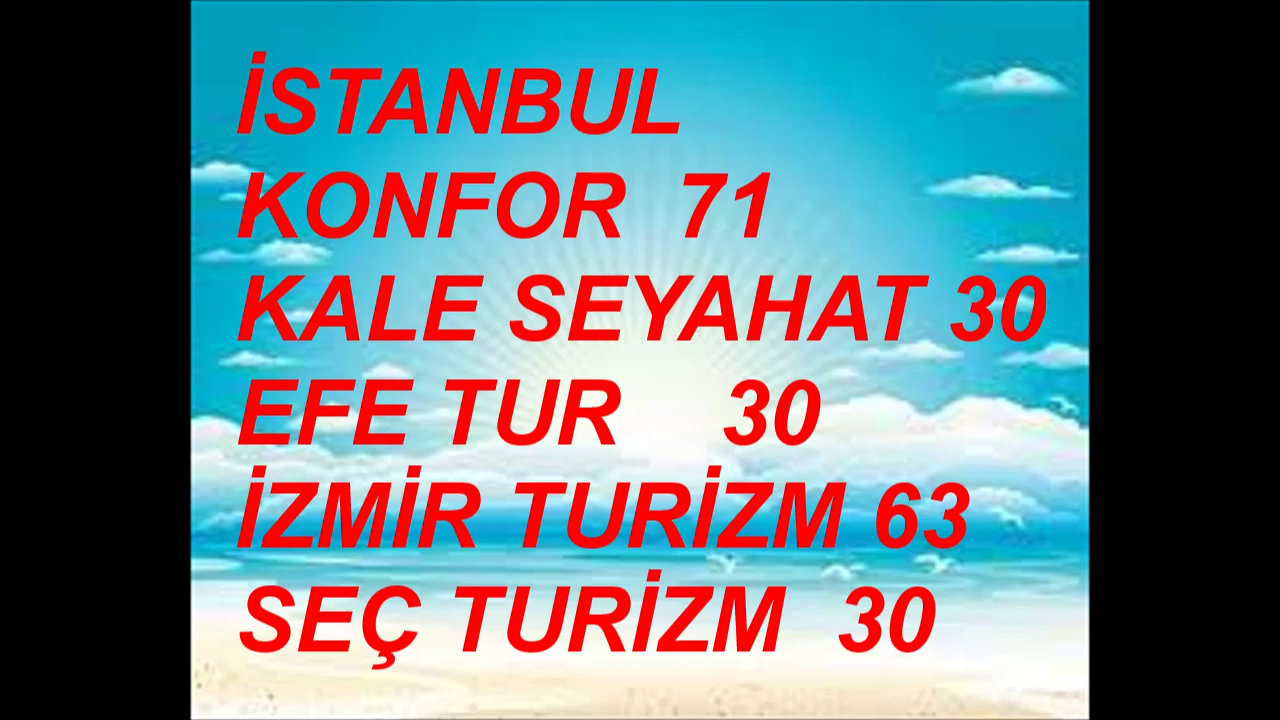 İSTANBUL
KONFOR 71
KALE SEYAHAT 30
EFE TUR 30
İZMİR TURİZM 63
SEÇ TURİZM 30